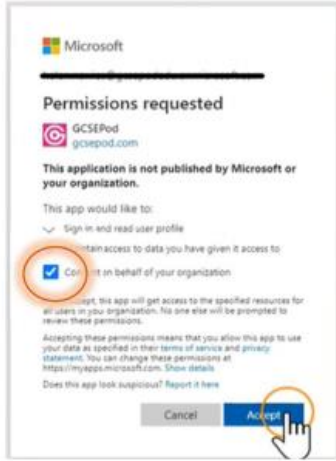 Microsoft
Permissions requested
GCSEPod
gcsepod.com
This application is not published by Microsoft or
your organization.
This app would like to:
Sign in and read user profile
access to data you have given it access to
Consent on behalf of your organization
accept, this app will get access to the specified resources for
all users in your organization. No one else will be prompted to
review these permissions.
Accepting these permissions means that you allow this app to use
your data as specified in their terms of service and privacy
statement. You can change these permissions at
https://myapps.microsoft.com. Show details
Does this app look suspicious? Report it here
Cancel
Accept